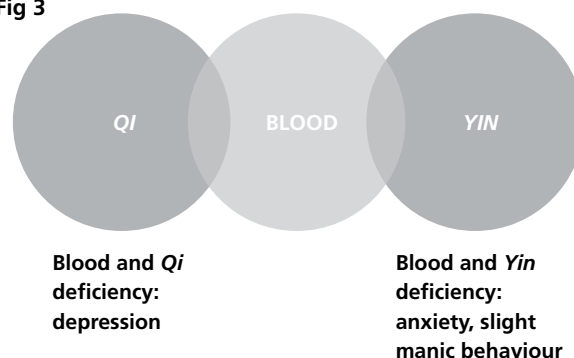 Fig 3
QI
BLOOD
YIN
Blood and Qi
deficiency:
depression
Blood and Yin
deficiency:
anxiety, slight
manic behaviour